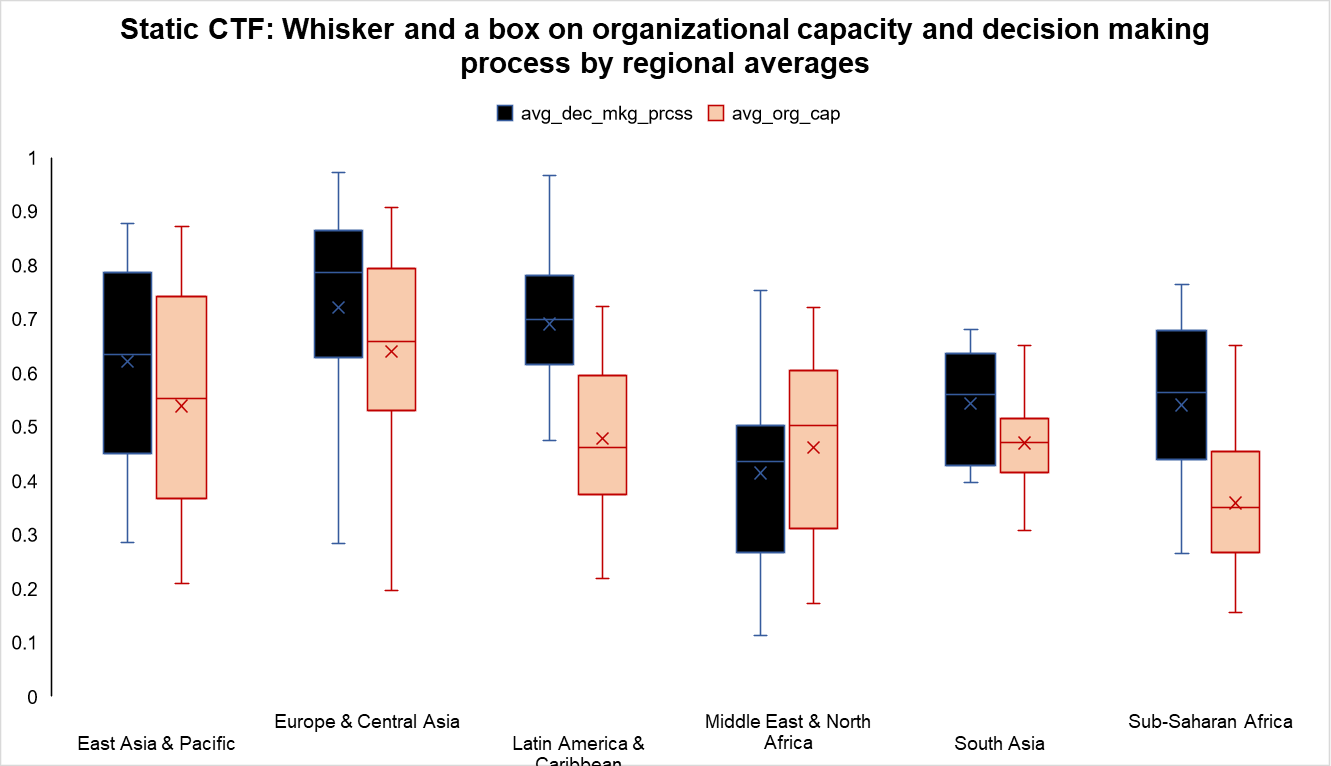 Static CTF: Whisker and a box on organizational capacity and decision making
process by regional averages
avg_dec_mkg_prcss avg_org_cap
1
0.9
0.8
0.7
0.6
0.5
0.4
0.3
0.2
0.1
0
East Asia & Pacific
Europe & Central Asia
Latin America &
Caribbean
Middle East & North
Africa
South Asia
Sub-Saharan Africa